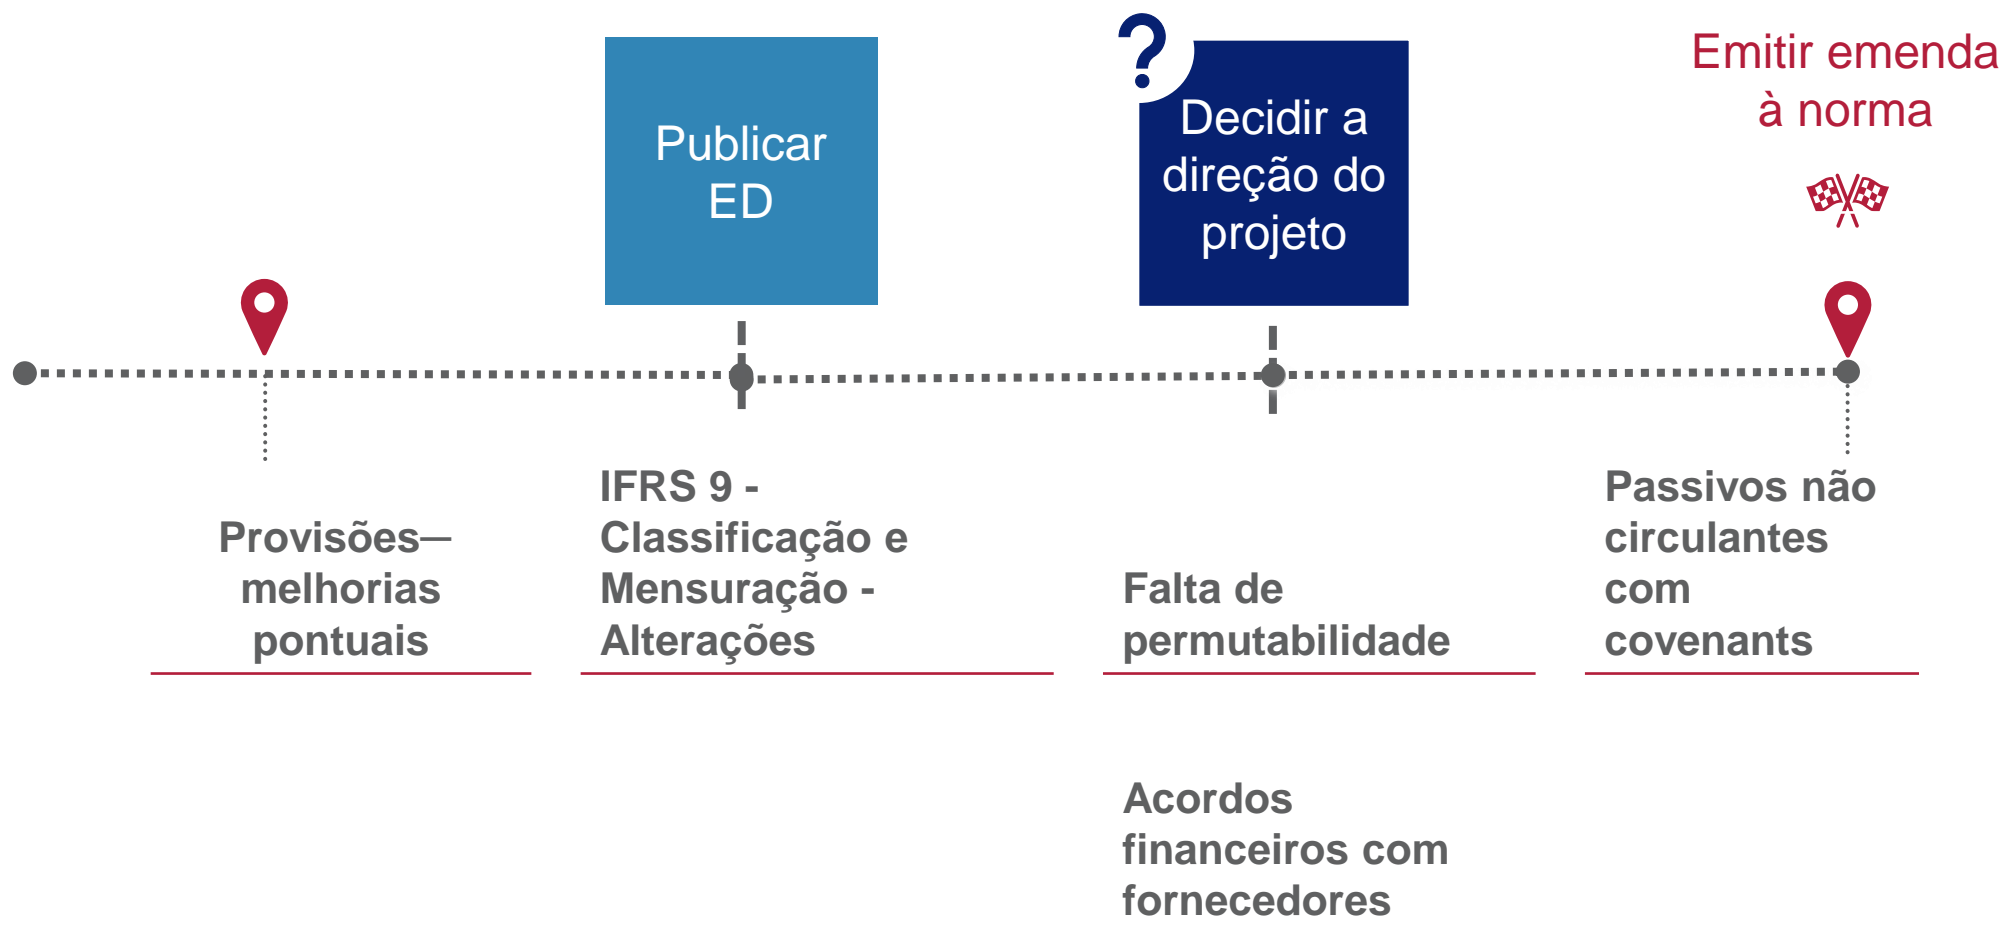 Publicar
ED
?
Decidir a
direção do
projeto
Emitir emenda
à norma
Provisões—
melhorias
pontuais
IFRS 9 -
Classificação e
Mensuração -
Alterações
Falta de
permutabilidade
Passivos não
circulantes
com
covenants
Acordos
financeiros com
fornecedores